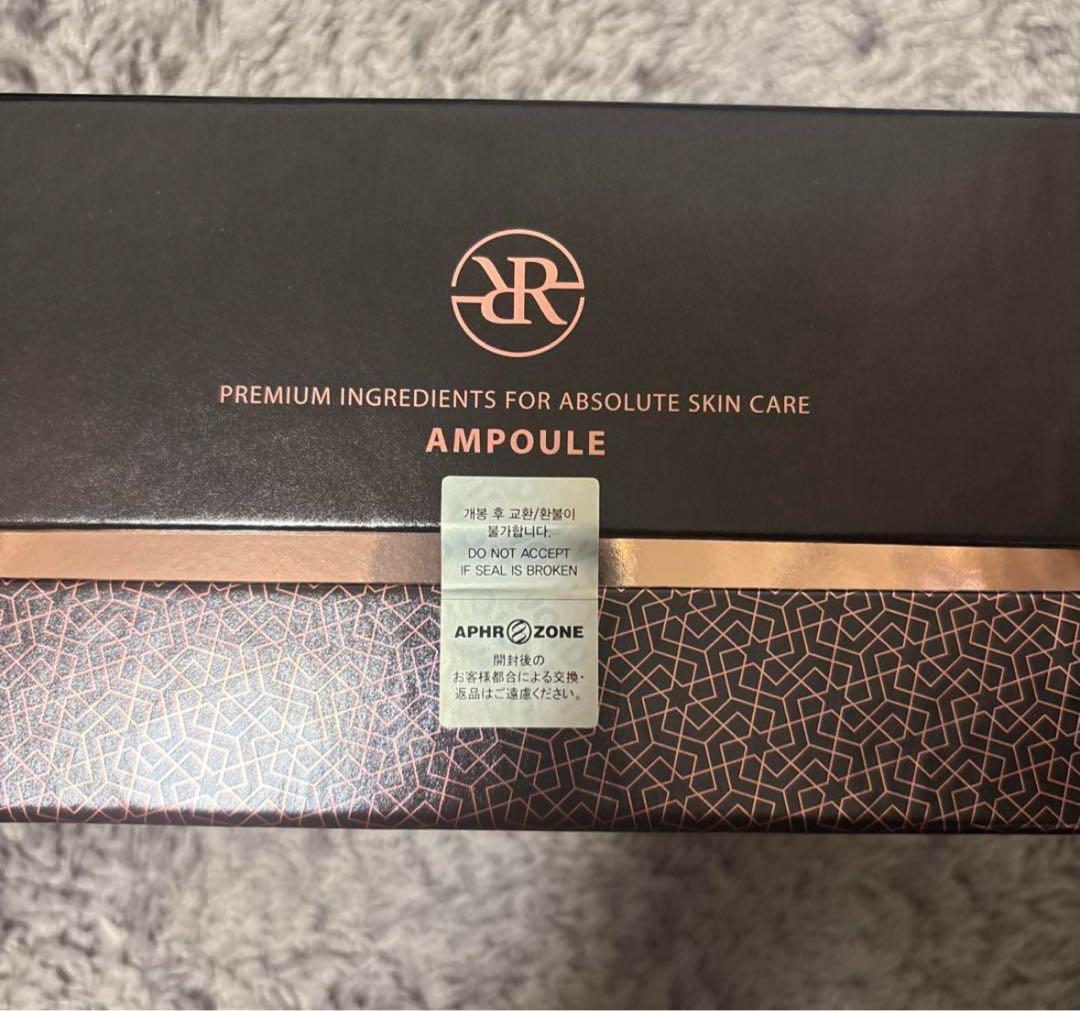 RR
PREMIUM INGREDIENTS FOR ABSOLUTE SKIN CARE
AMPOULE
개봉 후 교환/환불이
불가합니다.
DO NOT ACCEPT
IF SEAL IS BROKEN
APHROZONE
開封後の
お客様都合による交換・
返品はご遠慮ください。